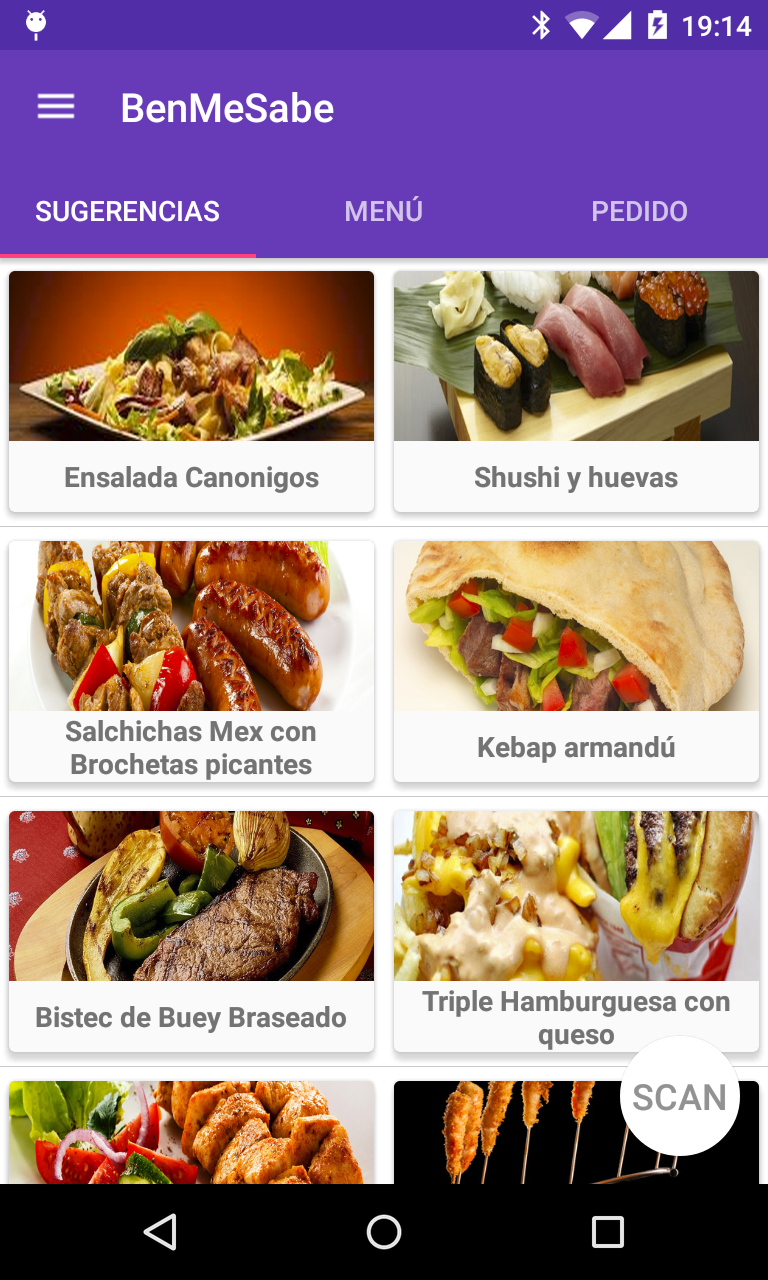 19:14
BenMeSabe
SUGERENCIAS
MENÚ
PEDIDO
Ensalada Canonigos
Shushi y huevas
Salchichas Mex con
Brochetas picantes
Kebap armandú
Bistec de Buey Braseado
Triple Hamburguesa con
queso
SCAN